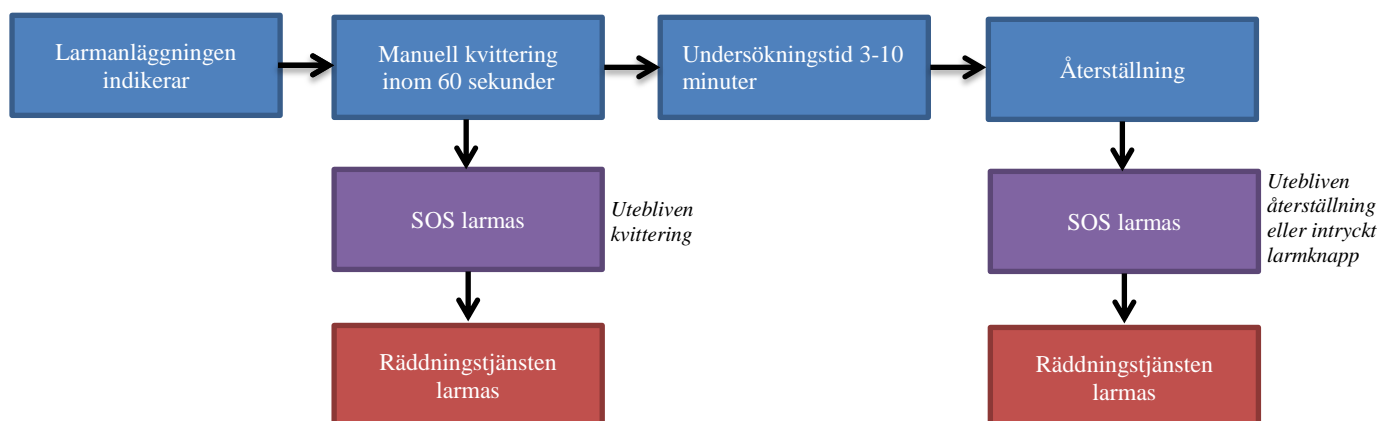 Larmanläggningen
indikerar
Manuell kvittering
inom 60 sekunder
Undersökningstid 3-10
minuter
Återställning
SOS larmas
Utebliven
kvittering
SOS larmas
Utebliven
återställning
eller intryckt
larmknapp
Räddningstjänsten
larmas
Räddningstjänsten
larmas